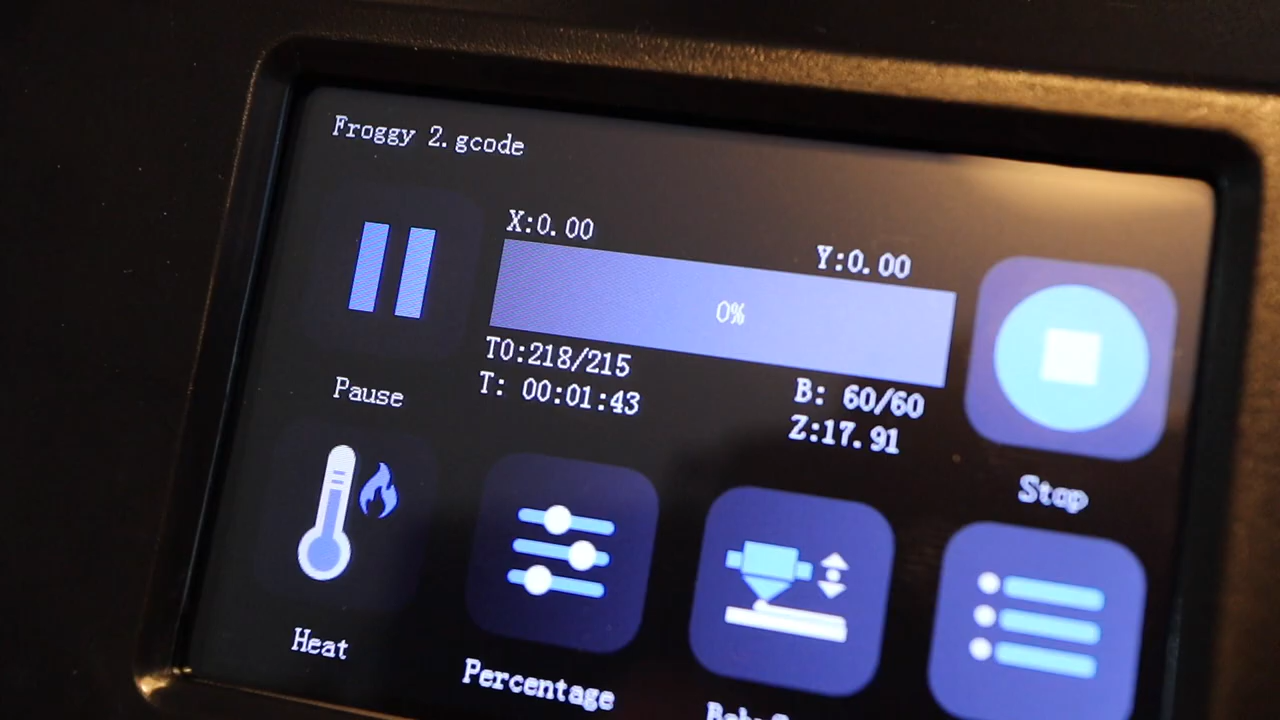 Froggy 2.gcode
X:0.00
Y:0.00
0%
T0:218/215
T: 00:01:43
B: 60/60
Z:17.91
Pause
Stop
Heat
Percentage